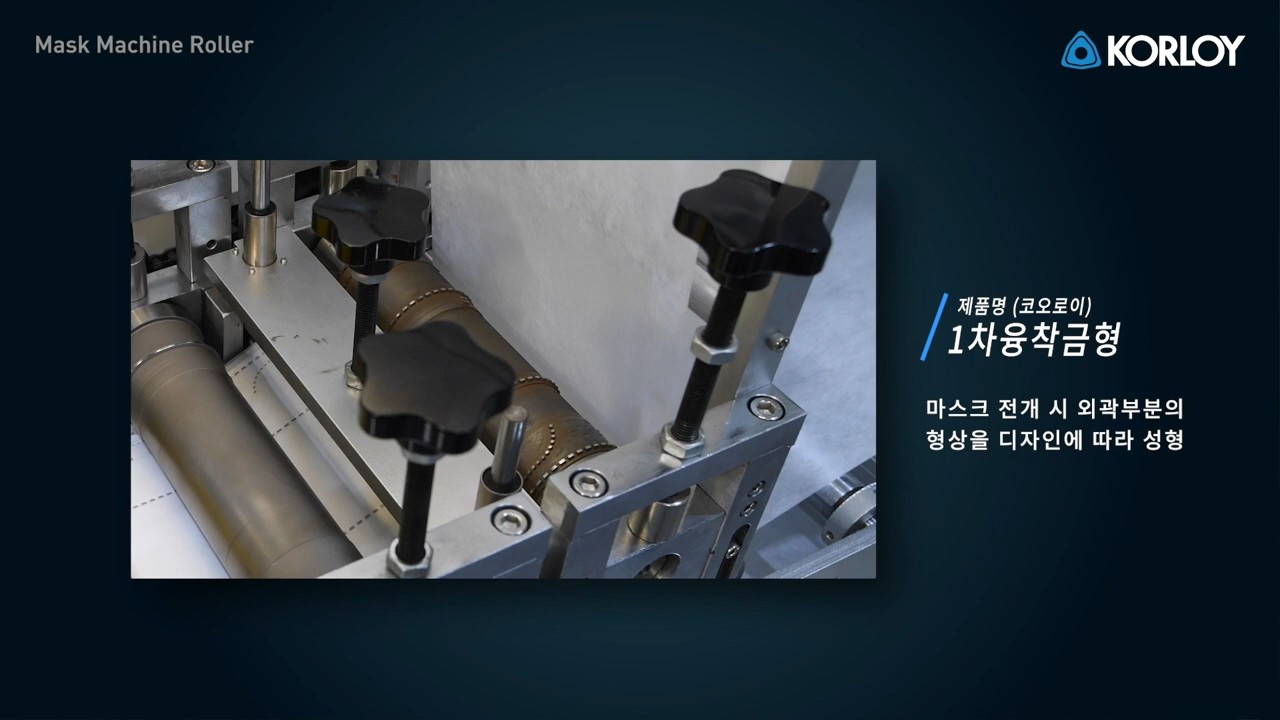 Mask Machine Roller
KORLOY
제품명 (코오로이)
1차융착금형
마스크 전개 시 외곽부분의
형상을 디자인에 따라 성형